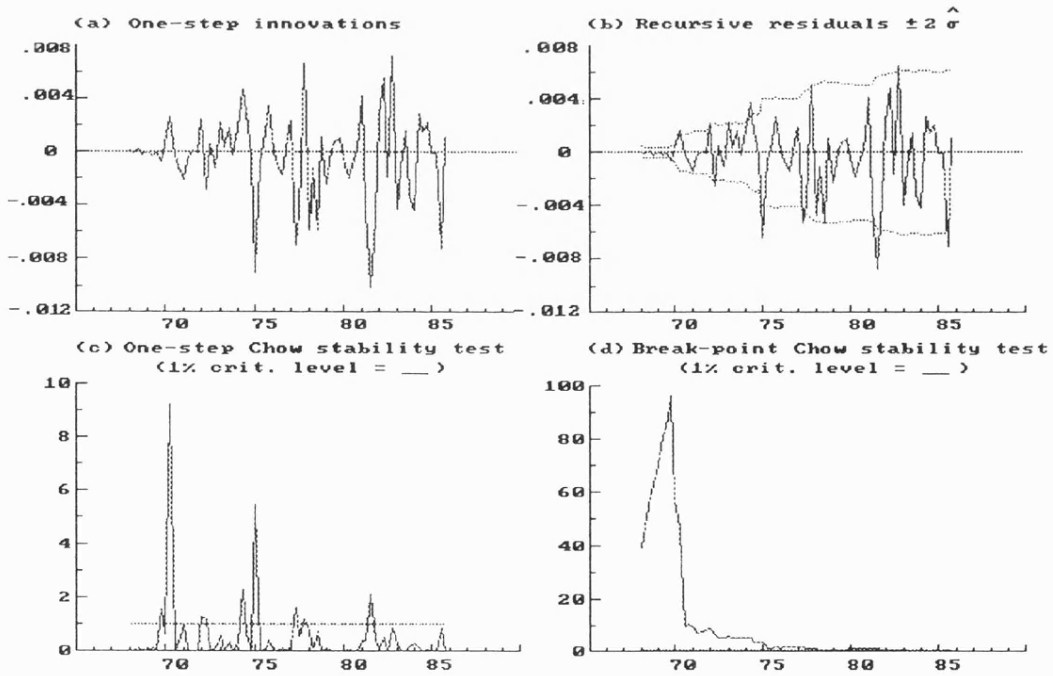 (a) One-step innovations
.008
.004
0
-.004
-.008
-.012
70 75 80 85
(b) Recursive residuals ±2 σ̂
.008
.004
0
-.004
-.008
-.012
70 75 80 85
(c) One-step Chow stability test
(1% crit. level = __ )
10
8
6
4
2
0
70 75 80 85
(d) Break-point Chow stability test
(1% crit. level = __ )
100
80
60
40
20
0
70 75 80 85